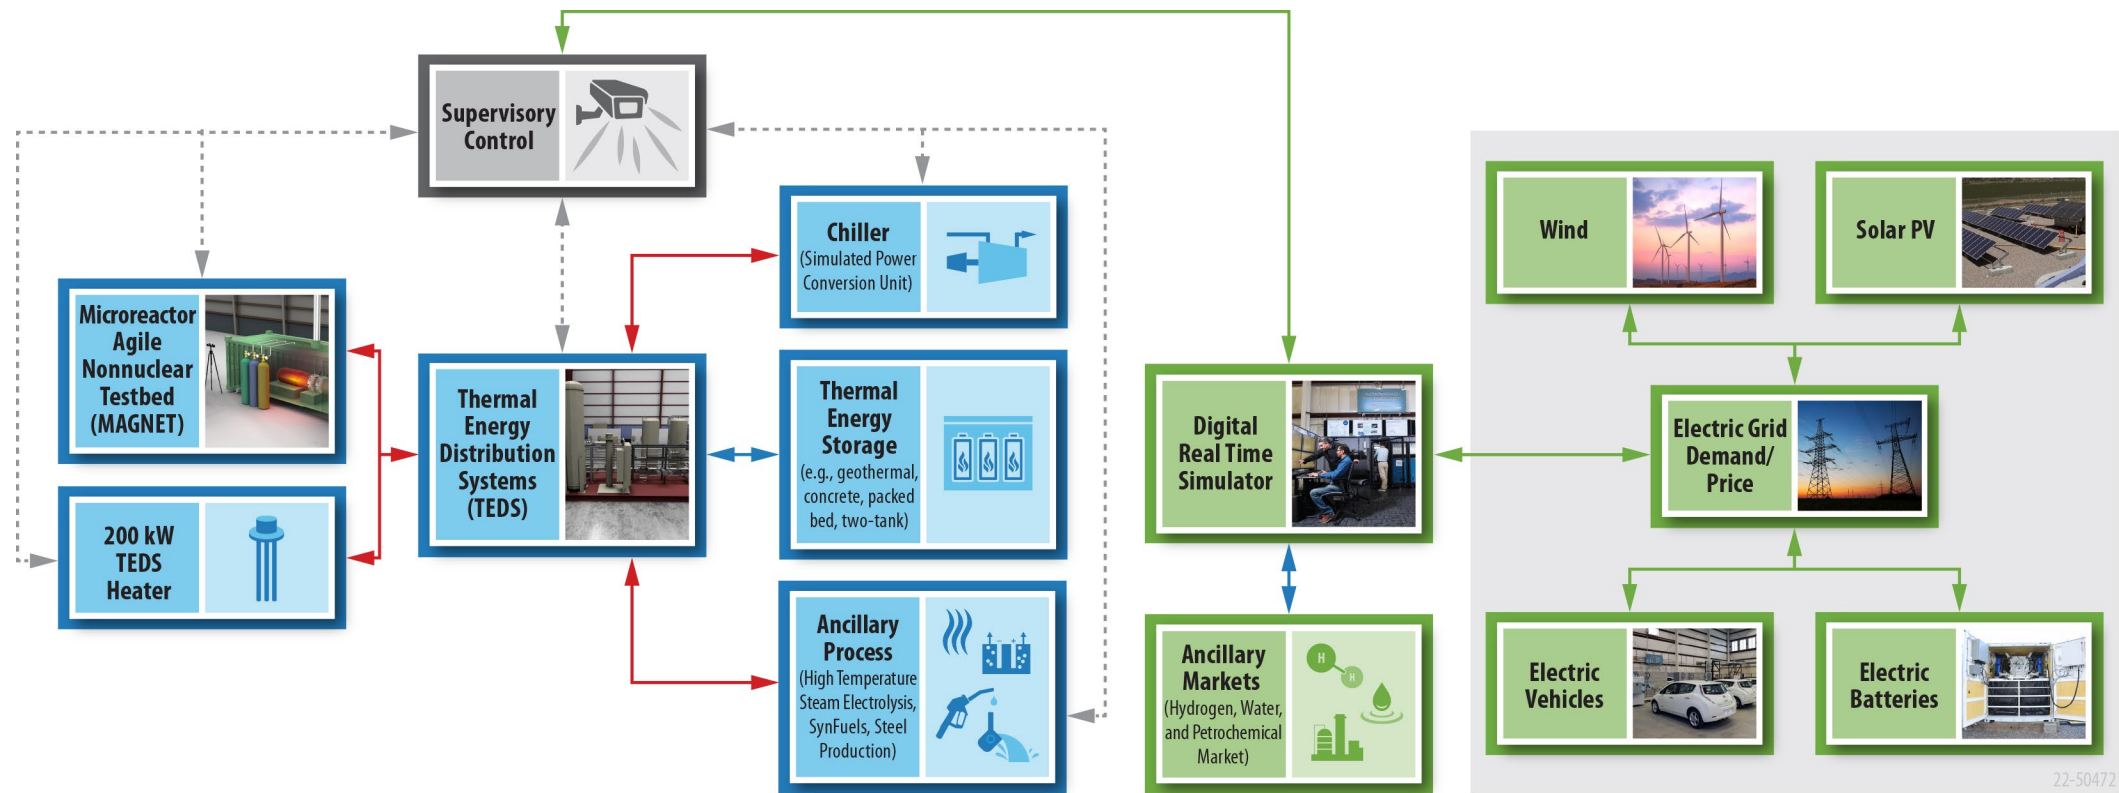 Supervisory
Control
Microreactor
Agile
Nonnuclear
Testbed
(MAGNET)
200 kW
TEDS
Heater
Thermal
Energy
Distribution
Systems
(TEDS)
Chiller
(Simulated Power
Conversion Unit)
Thermal
Energy
Storage
(e.g., geothermal,
concrete, packed
bed, two-tank)
Ancillary
Process
(High Temperature
Steam Electrolysis,
SynFuels, Steel
Production)
- +
Digital
Real Time
Simulator
Ancillary
Markets
(Hydrogen, Water,
and Petrochemical
Market)
H
H
Wind
Solar PV
Electric Grid
Demand/
Price
Electric
Vehicles
Electric
Batteries
22-50472